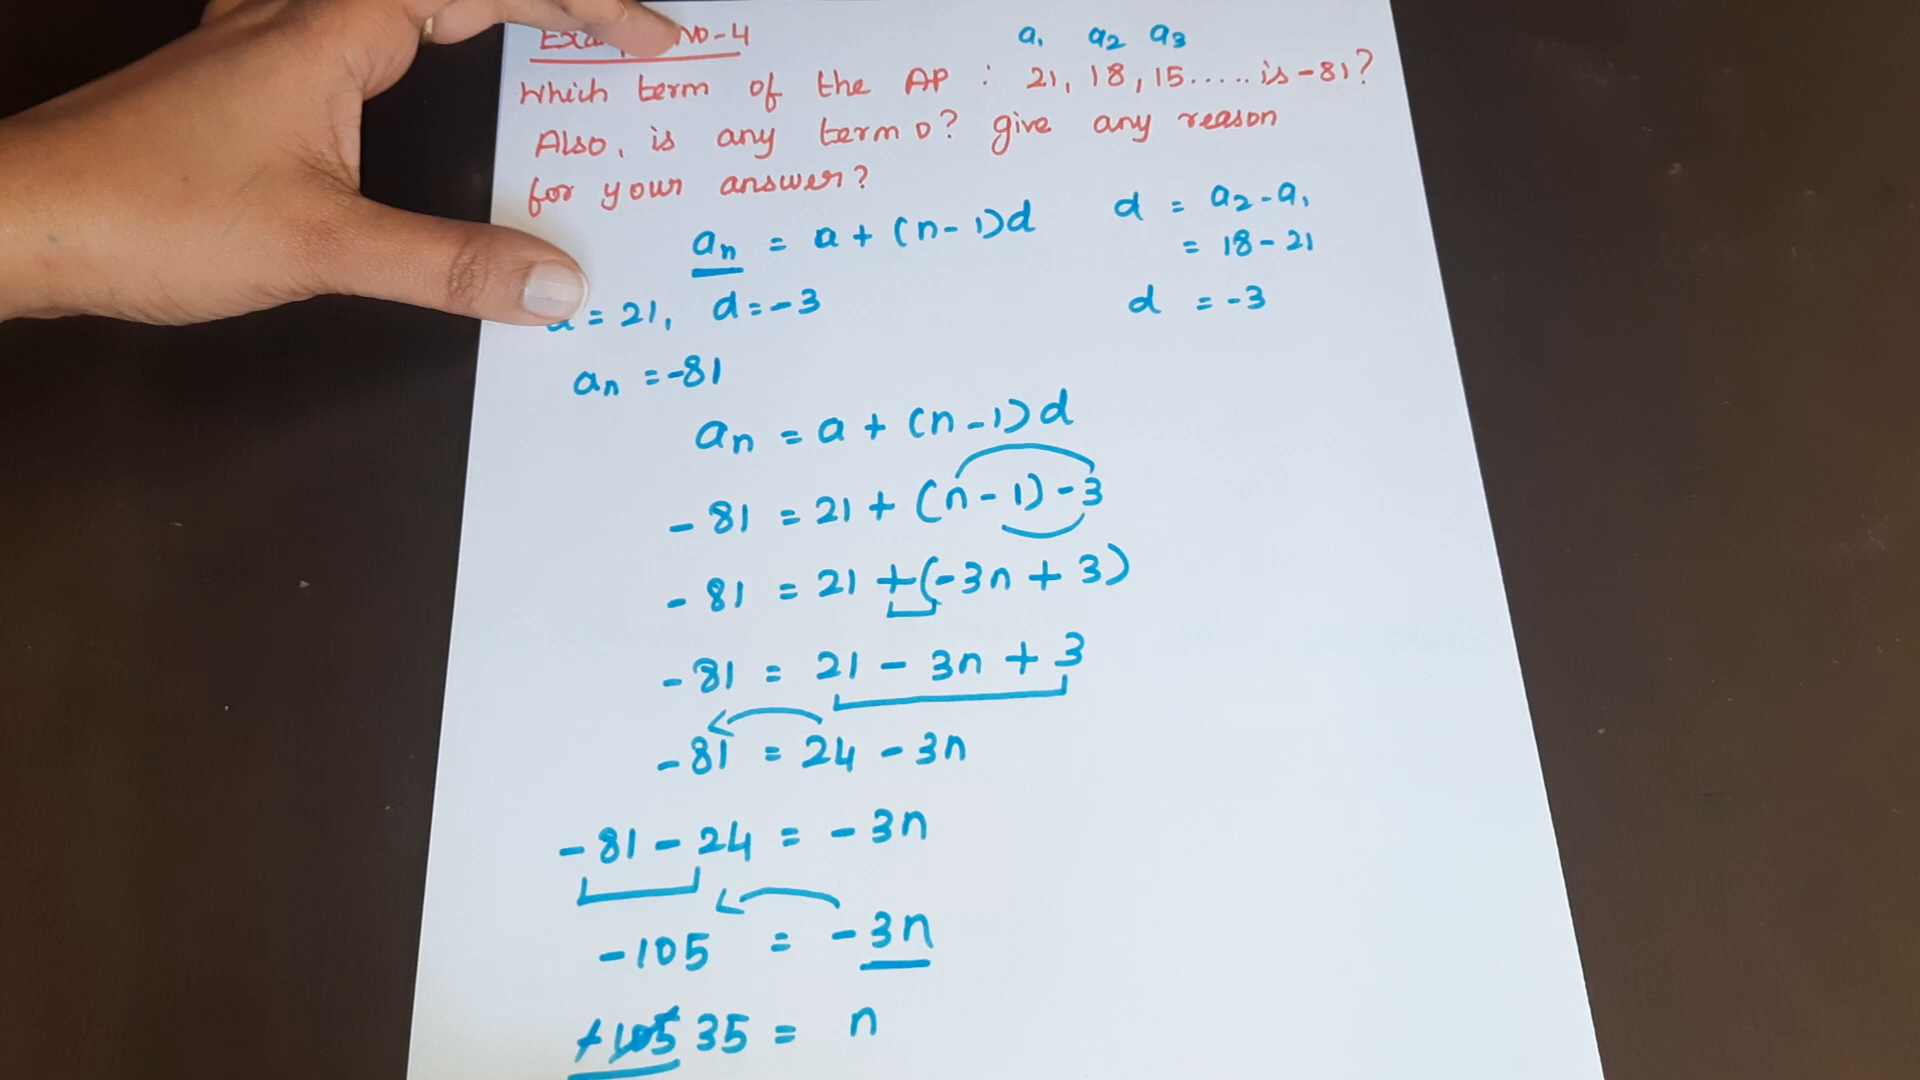 No-4
a₁ a₂ a₃
Which term of the AP : 21, 18, 15..... is -81?
Also, is any term 0? give any reason
for your answer?
aₙ = a + (n-1)d
d = a₂-a₁
= 18-21
a = 21, d=-3
d = -3
aₙ =-81
aₙ = a + (n-1)d
-81 = 21 + (n-1)-3
-81 = 21 +(-3n + 3)
-81 = 21 - 3n + 3
-81 = 24 - 3n
-81 - 24 = -3n
-105 = -3n
+105 35 = n